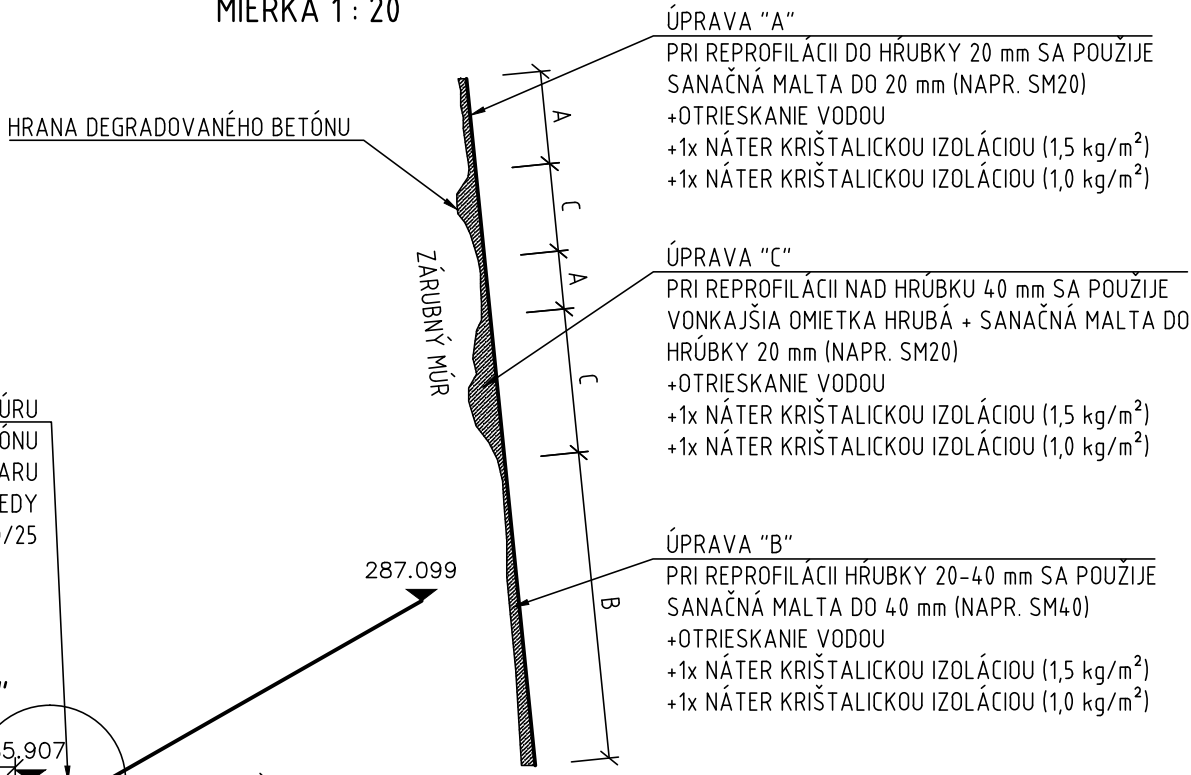 MIERKA 1 : 20
ÚPRAVA "A"
PRI REPROFILÁCII DO HŔUBKY 20 mm SA POUŽIJE
SANAČNÁ MALTA DO 20 mm (NAPR. SM20)
+OTRIESKANIE VODOU
+1x NÁTER KRIŠTALICKOU IZOLÁCIOU (1,5 kg/m²)
+1x NÁTER KRIŠTALICKOU IZOLÁCIOU (1,0 kg/m²)
HRANA DEGRADOVANÉHO BETÓNU
A
C
A
C
B
ZÁRUBNÝ MÚR
ÚPRAVA "C"
PRI REPROFILÁCII NAD HRÚBKU 40 mm SA POUŽIJE
VONKAJŠIA OMIETKA HRUBÁ + SANAČNÁ MALTA DO
HRÚBKY 20 mm (NAPR. SM20)
+OTRIESKANIE VODOU
+1x NÁTER KRIŠTALICKOU IZOLÁCIOU (1,5 kg/m²)
+1x NÁTER KRIŠTALICKOU IZOLÁCIOU (1,0 kg/m²)
ÚPRAVA "B"
PRI REPROFILÁCII HŔUBKY 20-40 mm SA POUŽIJE
SANAČNÁ MALTA DO 40 mm (NAPR. SM40)
+OTRIESKANIE VODOU
+1x NÁTER KRIŠTALICKOU IZOLÁCIOU (1,5 kg/m²)
+1x NÁTER KRIŠTALICKOU IZOLÁCIOU (1,0 kg/m²)
ÚRU
ÓNU
ARU
EDY
/25
287.099
5.907